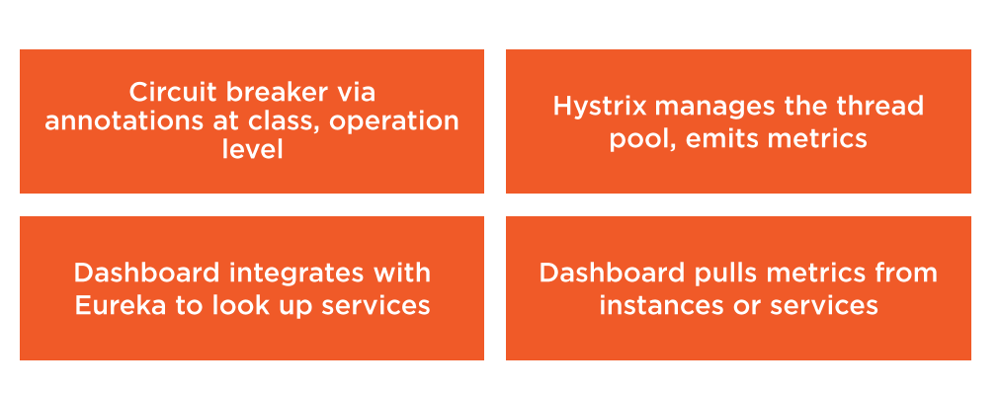 Circuit breaker via
annotations at class, operation
level
Hystrix manages the thread
pool, emits metrics
Dashboard integrates with
Eureka to look up services
Dashboard pulls metrics from
instances or services